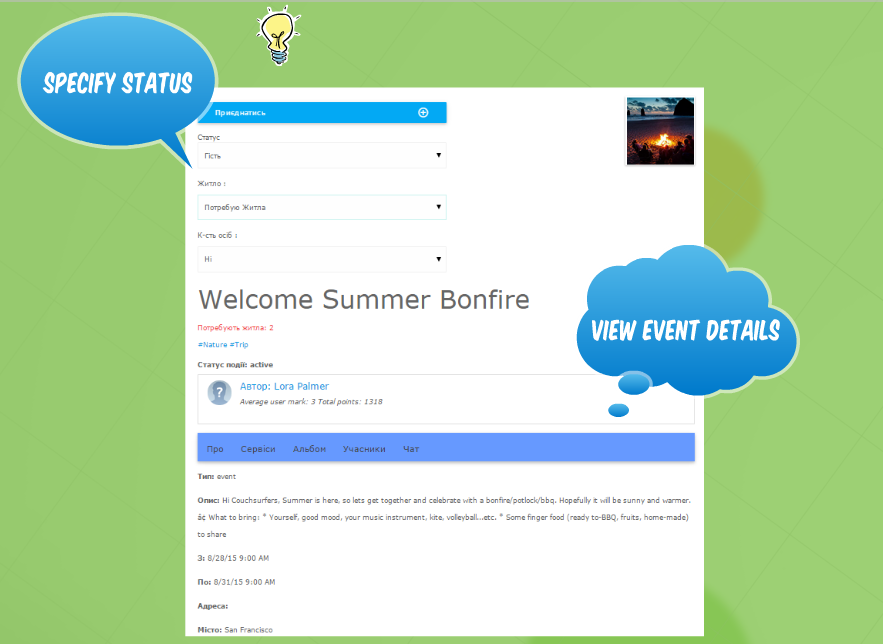 SPECIFY STATUS
Приєднатись
Статус
Гість
Житло :
Потребую Житла
К-сть осіб :
Ні
Welcome Summer Bonfire
Потребують житла: 2
#Nature #Trip
VIEW EVENT DETAILS
Статус події: active
Автор: Lora Palmer
Average user mark: 3 Total points: 1318
Про Сервіси Альбом Учасники Чат
Тип: event
Опис: Hi Couchsurfers, Summer is here, so lets get together and celebrate with a bonfire/potlock/bbq. Hopefully it will be sunny and warmer.
â¢ What to bring: * Yourself, good mood, your music instrument, kite, volleyball...etc. * Some finger food (ready to-BBQ, fruits, home-made)
to share
З: 8/28/15 9:00 AM
По: 8/31/15 9:00 AM
Адреса:
Місто: San Francisco